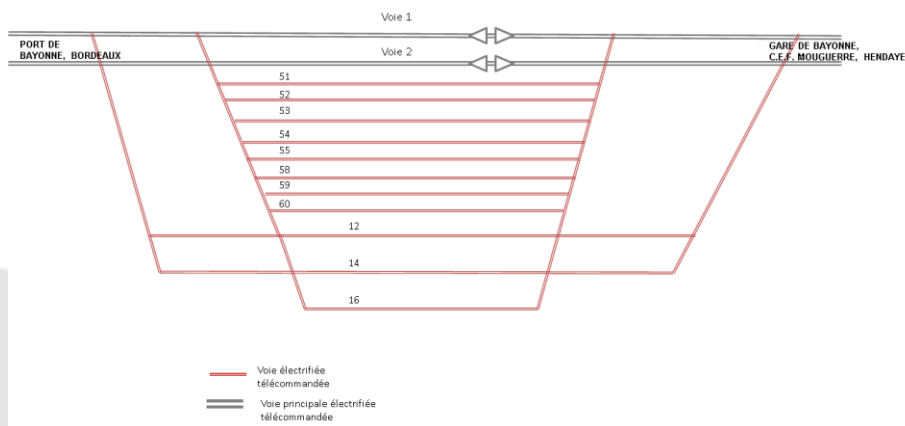 Voie 1
PORT DE
BAYONNE, BORDEAUX
Voie 2
GARE DE BAYONNE,
C.E.F. MOUGUERRE, HENDAYE
51
52
53
54
55
58
59
60
12
14
16
Voie électrifiée
télécommandée
Voie principale électrifiée
télécommandée